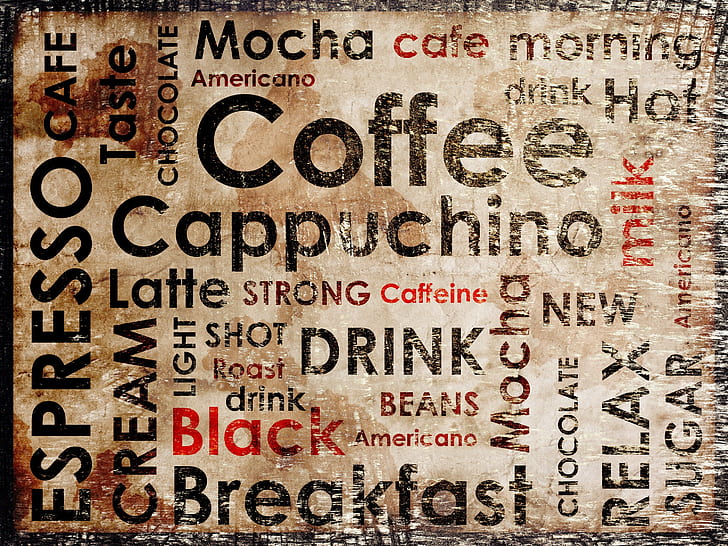 CAFE
ESPRESSO
Taste
CHOCOLATE
Mocha cafe morning
Americano
drink Hot
Coffee
milk
Cappuchino
Americano
Latte STRONG Caffeine
Mocha
NEW
CREAM
LIGHT
SHOT
DRINK
Roast
drink
BEANS
Black
Americano
Breakfast
CHOCOLATE
RELAX
SUGAR